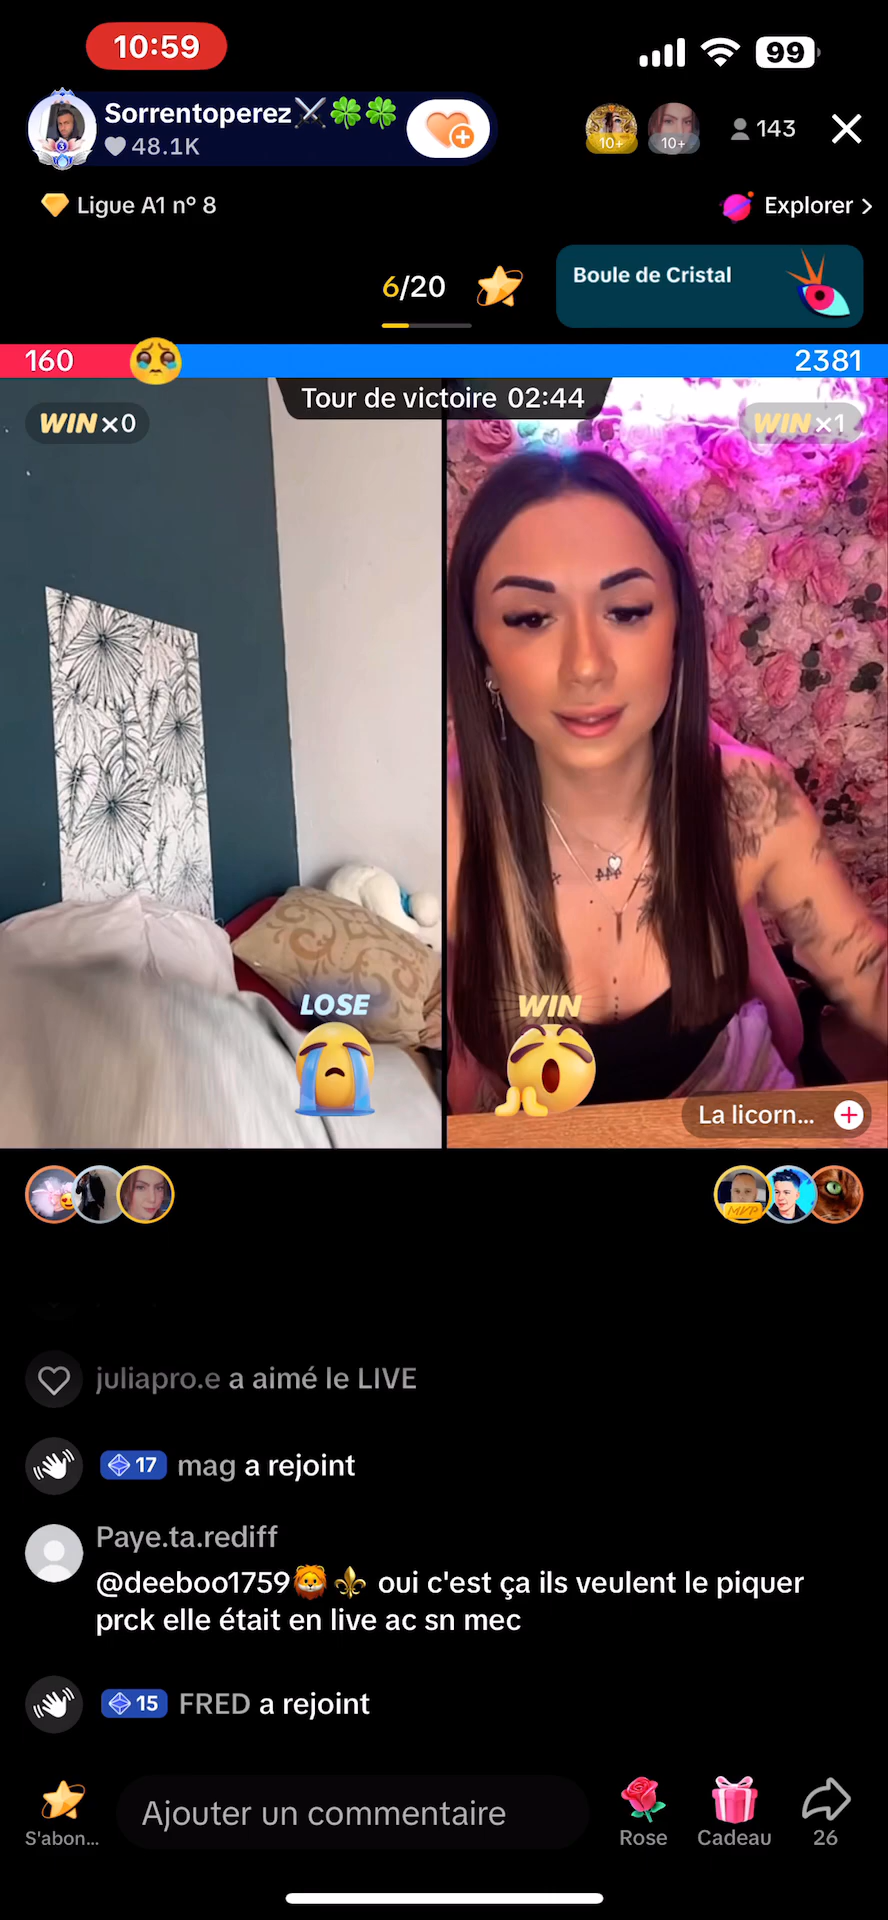 10:59
99
Sorrentoperez
48.1K
10+
10+
143
Ligue A1 n° 8
Explorer >
6/20
Boule de Cristal
160
2381
Tour de victoire 02:44
WIN x0
WIN x1
LOSE
WIN
La licorn...
MVP
juliapro.e a aimé le LIVE
17 mag a rejoint
Paye.ta.rediff
@deeboo1759🦁⚜️ oui c'est ça ils veulent le piquer
prck elle était en live ac sn mec
15 FRED a rejoint
Ajouter un commentaire
S'abon...
Rose
Cadeau
26